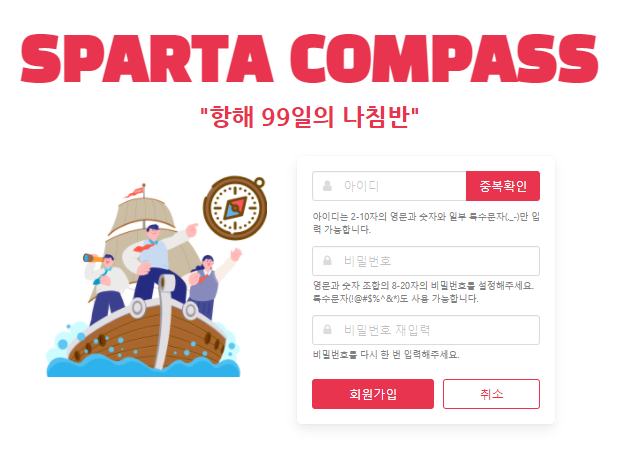 SPARTA COMPASS
"항해 99일의 나침반"
아이디
중복확인
아이디는 2-10자의 영문과 숫자와 일부 특수문자(._-)만 입
력 가능합니다.
비밀번호
영문과 숫자 조합의 8-20자의 비밀번호를 설정해주세요.
특수문자(!@#$%^&*)도 사용 가능합니다.
비밀번호 재입력
비밀번호를 다시 한 번 입력해주세요.
회원가입
취소